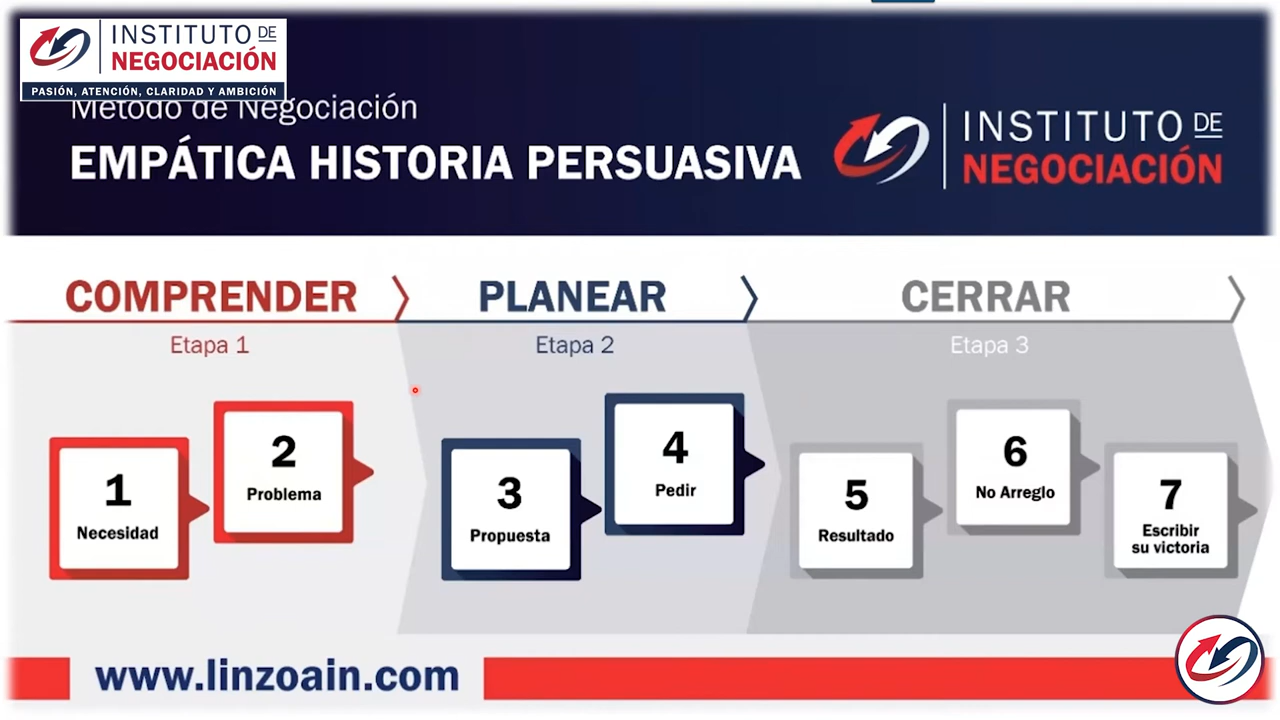 INSTITUTO DE
NEGOCIACIÓN
PASIÓN, ATENCIÓN, CLARIDAD Y AMBICIÓN
Método de Negociación
EMPÁTICA HISTORIA PERSUASIVA
INSTITUTO DE
NEGOCIACIÓN
COMPRENDER
Etapa 1
PLANEAR
Etapa 2
CERRAR
Etapa 3
1
Necesidad
2
Problema
3
Propuesta
4
Pedir
5
Resultado
6
No Arreglo
7
Escribir
su victoria
www.linzoain.com